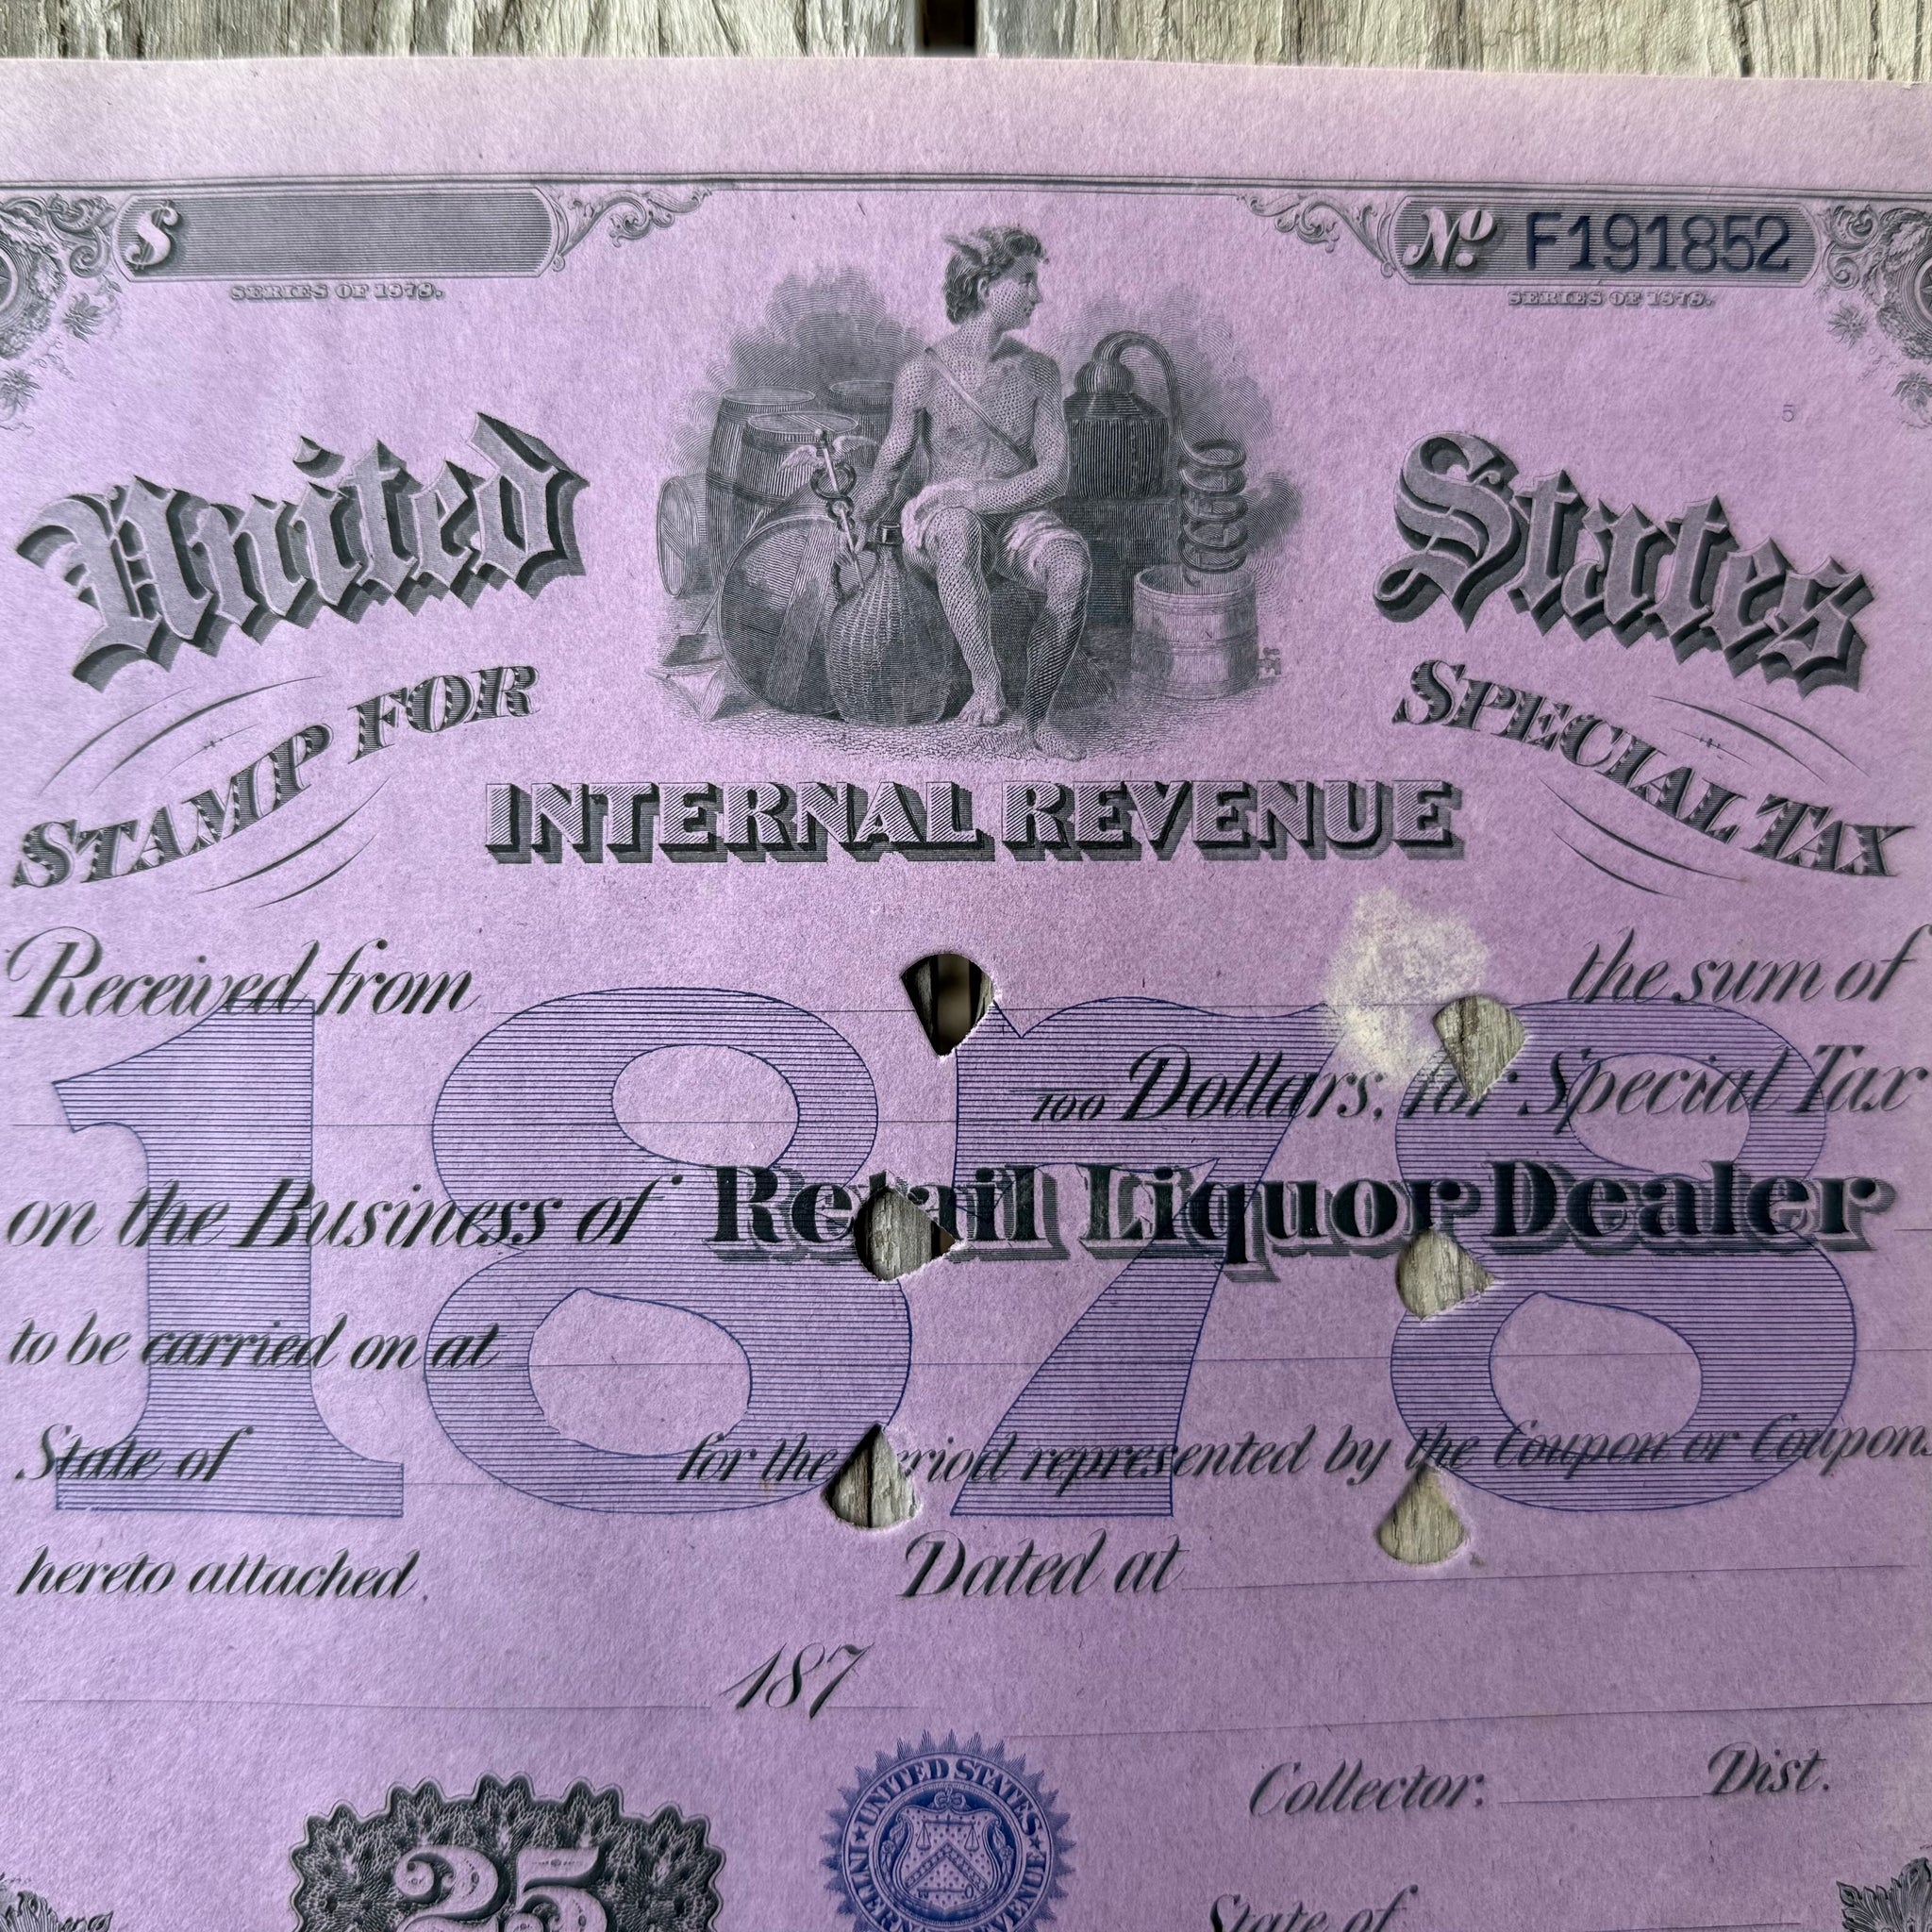 $
Nº F191852
SERIES OF 1878.
SERIES OF 1878.
5
United States
STAMP FOR SPECIAL TAX
INTERNAL REVENUE
Received from the sum of
100 Dollars, for Special Tax
on the Business of Retail Liquor Dealer
to be carried on at
State of for the period represented by the Coupon or Coupon
hereto attached. Dated at
187
1878
Collector. Dist.
25
UNITED STATES
INTERNAL REVENUE
State of